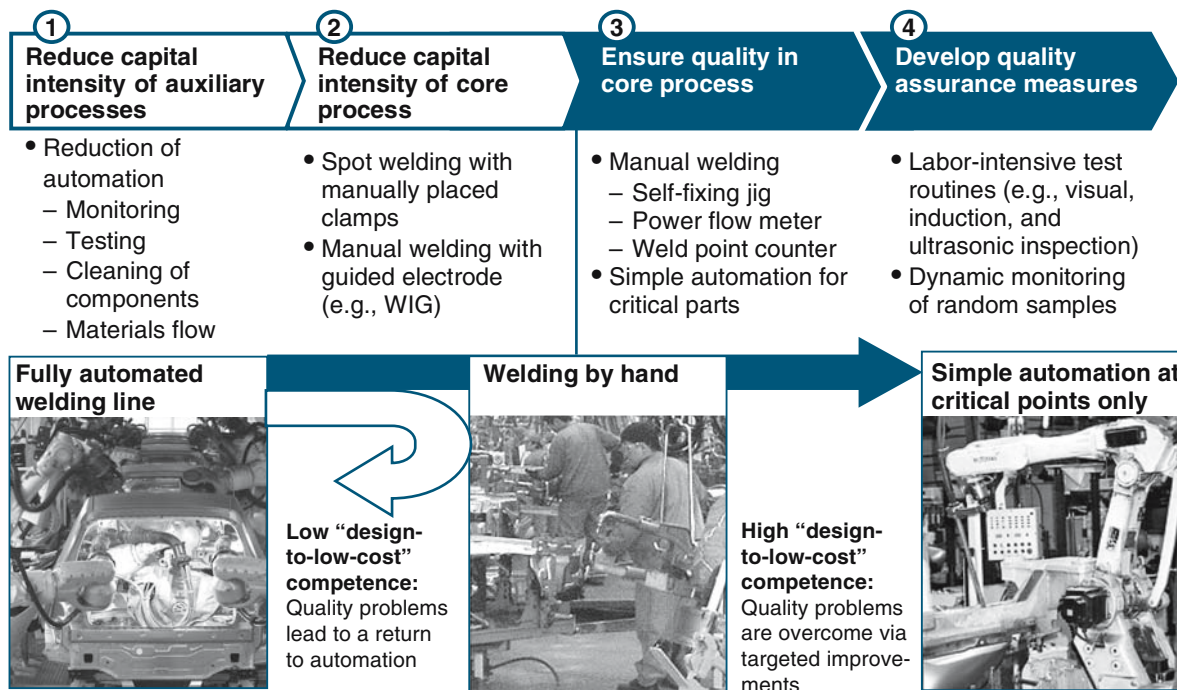 1
Reduce capital
intensity of auxiliary
processes
• Reduction of
automation
– Monitoring
– Testing
– Cleaning of
components
– Materials flow
2
Reduce capital
intensity of core
process
• Spot welding with
manually placed
clamps
• Manual welding with
guided electrode
(e.g., WIG)
3
Ensure quality in
core process
• Manual welding
– Self-fixing jig
– Power flow meter
– Weld point counter
• Simple automation for
critical parts
4
Develop quality
assurance measures
• Labor-intensive test
routines (e.g., visual,
induction, and
ultrasonic inspection)
• Dynamic monitoring
of random samples
Fully automated
welding line
Low “design-
to-low-cost”
competence:
Quality problems
lead to a return
to automation
Welding by hand
High “design-
to-low-cost”
competence:
Quality problems
are overcome via
targeted improve-
ments
Simple automation at
critical points only